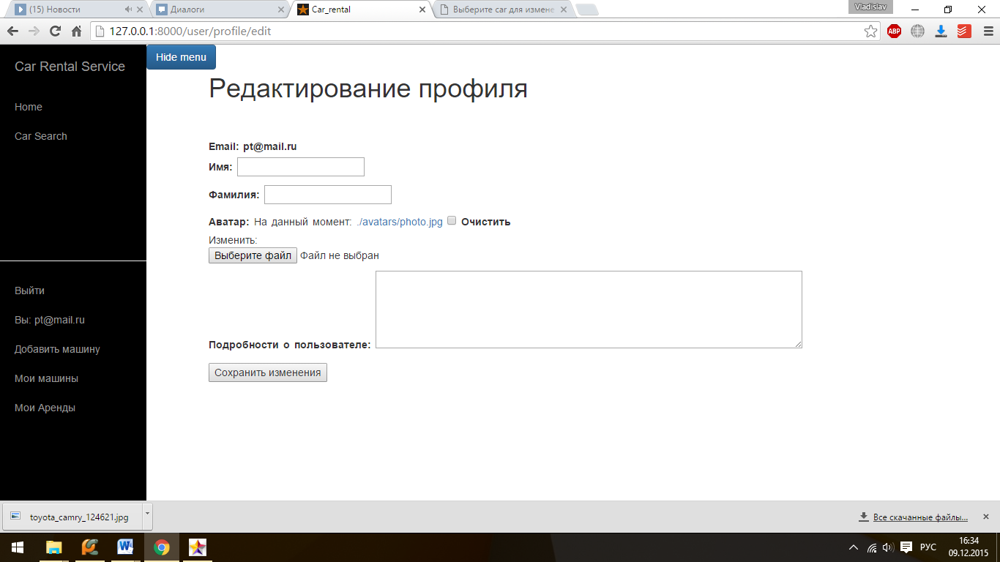 (15) Новости
Диалоги
Car_rental
Выберите car для измене
Vladislav
127.0.0.1:8000/user/profile/edit
ABP
Car Rental Service
Home
Car Search
Выйти
Вы: pt@mail.ru
Добавить машину
Мои машины
Мои Аренды
Hide menu
Редактирование профиля
Email: pt@mail.ru
Имя:
Фамилия:
Аватар: На данный момент: ./avatars/photo.jpg Очистить
Изменить:
Выберите файл Файл не выбран
Подробности о пользователе:
Сохранить изменения
toyota_camry_124621.jpg
Все скачанные файлы...
РУС
16:34
09.12.2015